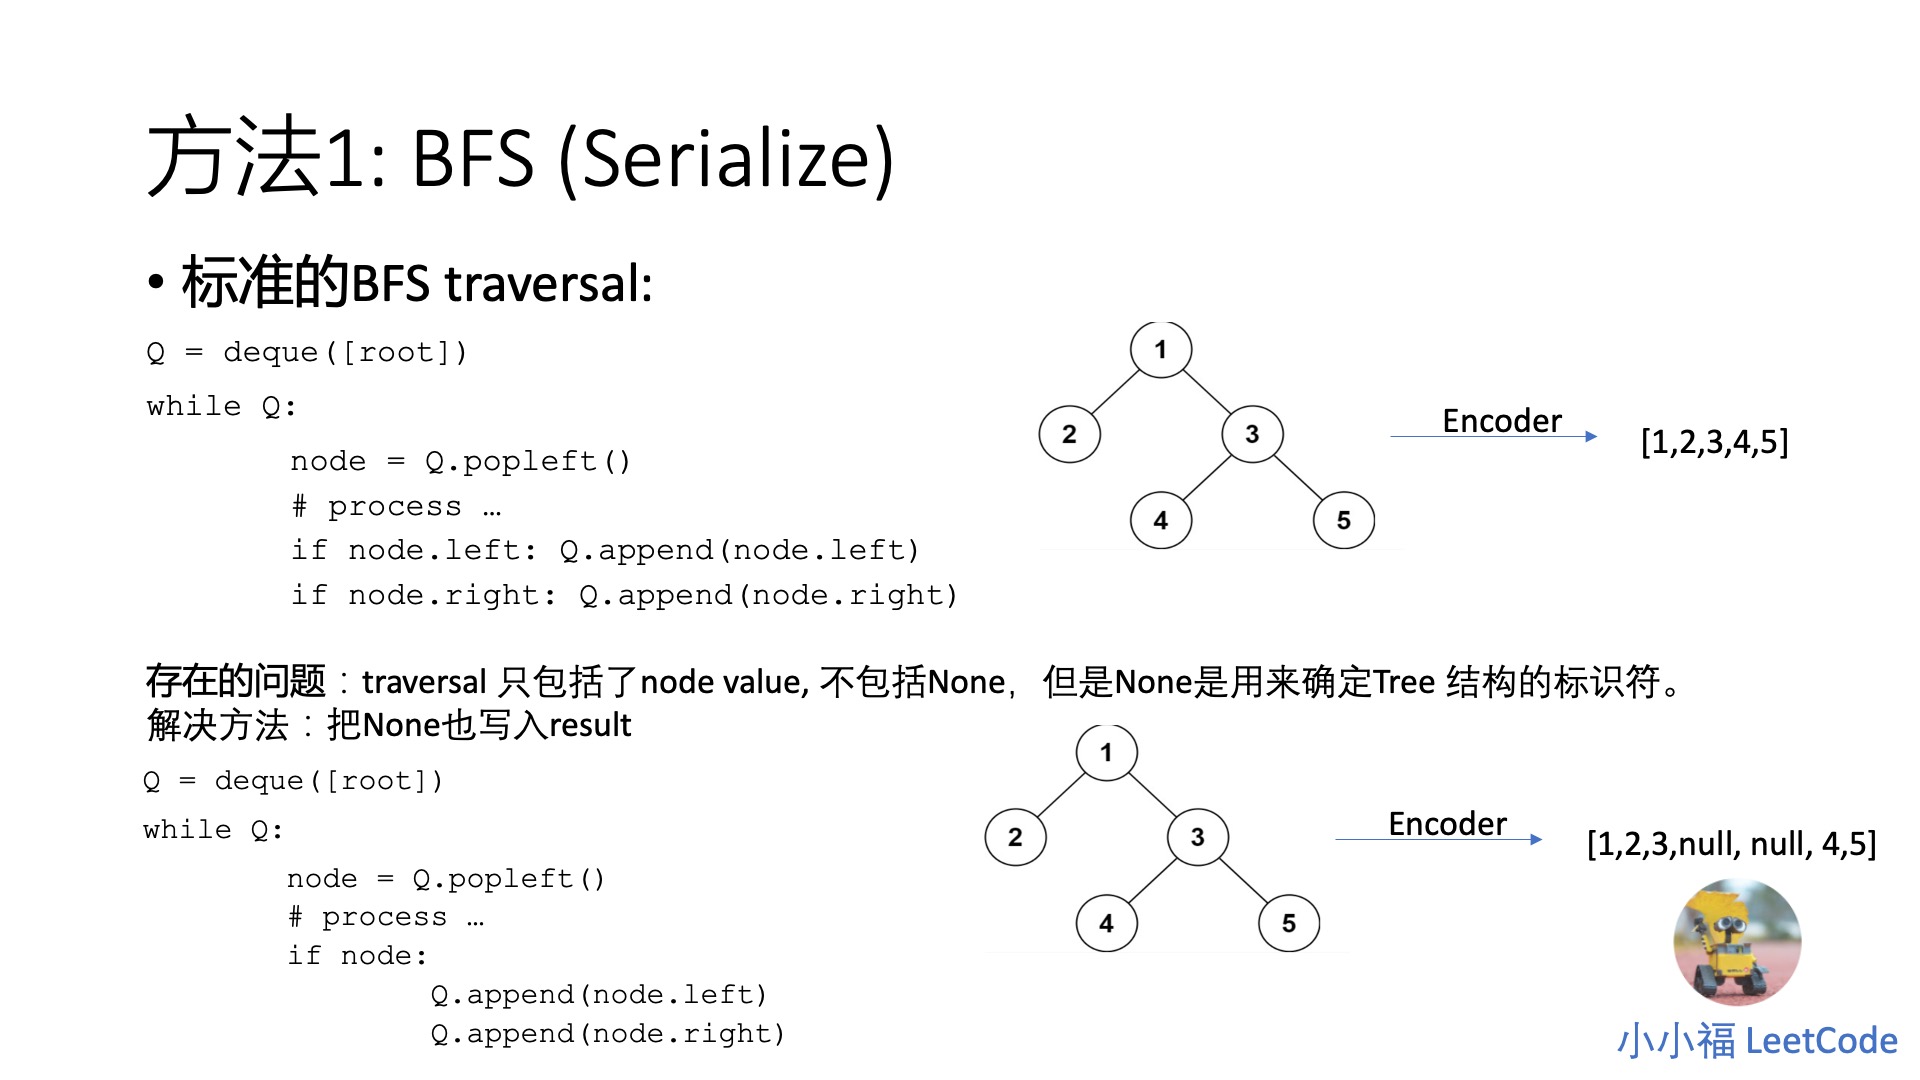 方法1: BFS (Serialize)
• 标准的BFS traversal:
Q = deque([root])
while Q:
node = Q.popleft()
# process …
if node.left: Q.append(node.left)
if node.right: Q.append(node.right)
1
2
3
4
5
Encoder
[1,2,3,4,5]
存在的问题：traversal 只包括了node value, 不包括None，但是None是用来确定Tree 结构的标识符。
解决方法：把None也写入result
Q = deque([root])
while Q:
node = Q.popleft()
# process …
if node:
Q.append(node.left)
Q.append(node.right)
1
2
3
4
5
Encoder
[1,2,3,null, null, 4,5]
小小福 LeetCode